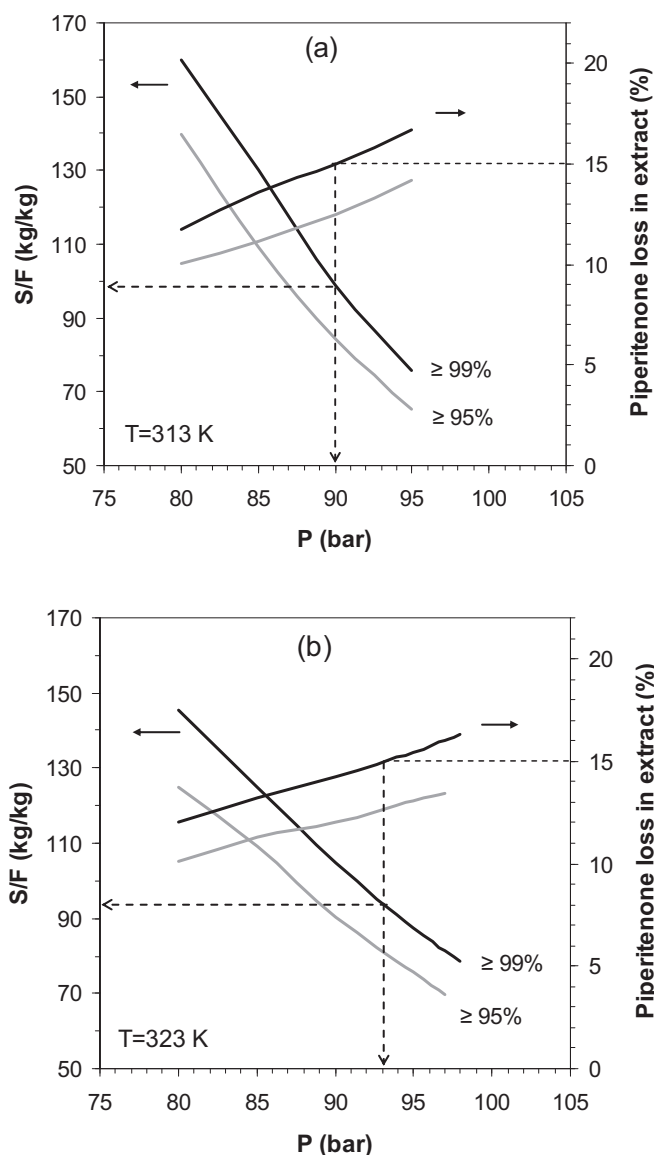 (a)
170
150
130
110
90
70
50
S/F (kg/kg)
20
15
10
5
0
Piperitenone loss in extract (%)
≥ 99%
≥ 95%
T=313 K
75 80 85 90 95 100 105
P (bar)
(b)
170
150
130
110
90
70
50
S/F (kg/kg)
20
15
10
5
0
Piperitenone loss in extract (%)
≥ 99%
≥ 95%
T=323 K
75 80 85 90 95 100 105
P (bar)